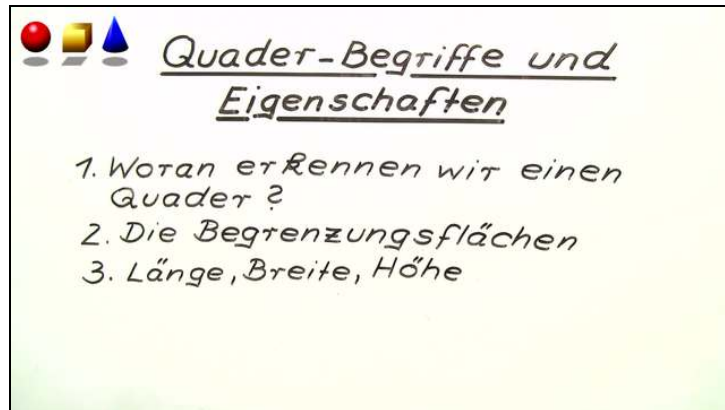 Quader-Begriffe und
Eigenschaften
1. Woran erkennen wir einen
Quader?
2. Die Begrenzungsflächen
3. Länge, Breite, Höhe